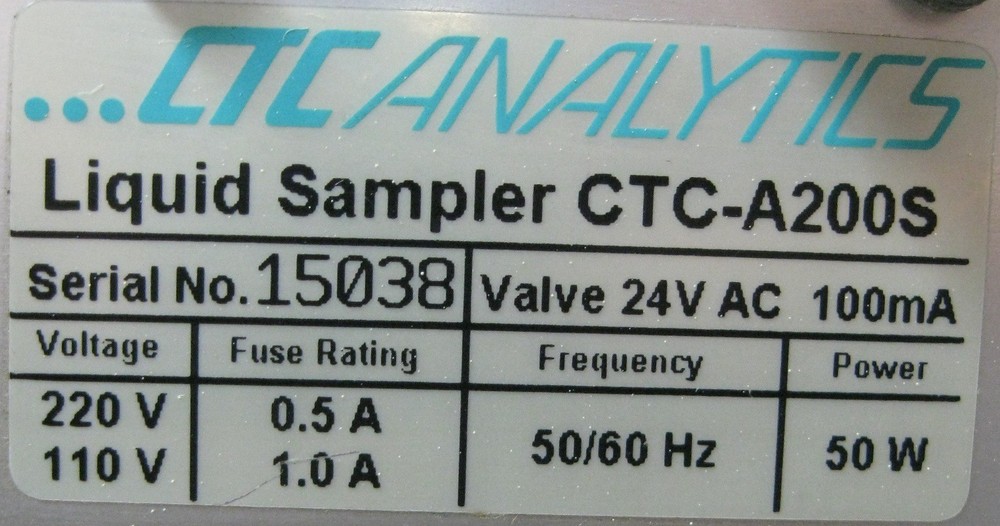 ...CTC ANALYTICS
Liquid Sampler CTC-A200S
Serial No. 15038 Valve 24V AC 100mA
Voltage Fuse Rating Frequency Power
220 V 0.5 A 50/60 Hz 50 W
110 V 1.0 A